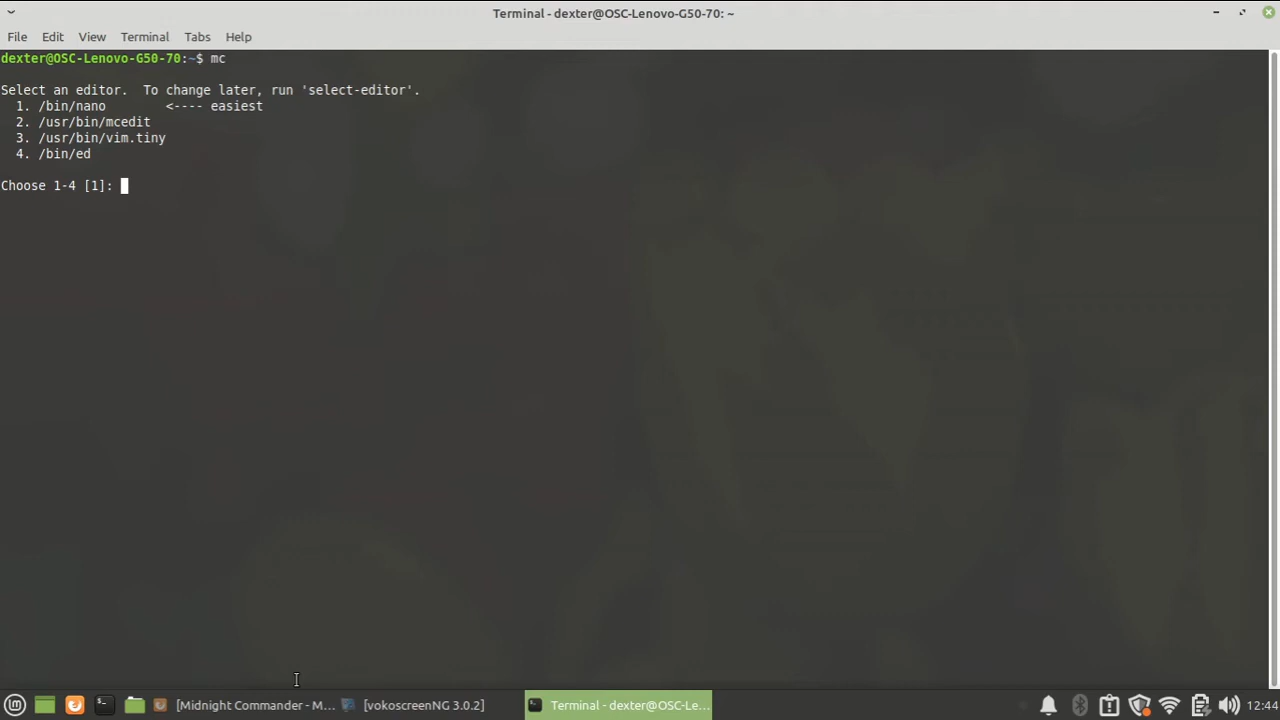 Terminal - dexter@OSC-Lenovo-G50-70: ~
File Edit View Terminal Tabs Help
dexter@OSC-Lenovo-G50-70:~$ mc
Select an editor.  To change later, run 'select-editor'.
  1. /bin/nano        <---- easiest
  2. /usr/bin/mcedit
  3. /usr/bin/vim.tiny
  4. /bin/ed
Choose 1-4 [1]:
[Midnight Commander - M... [vokoscreenNG 3.0.2] Terminal - dexter@OSC-Le... 12:44